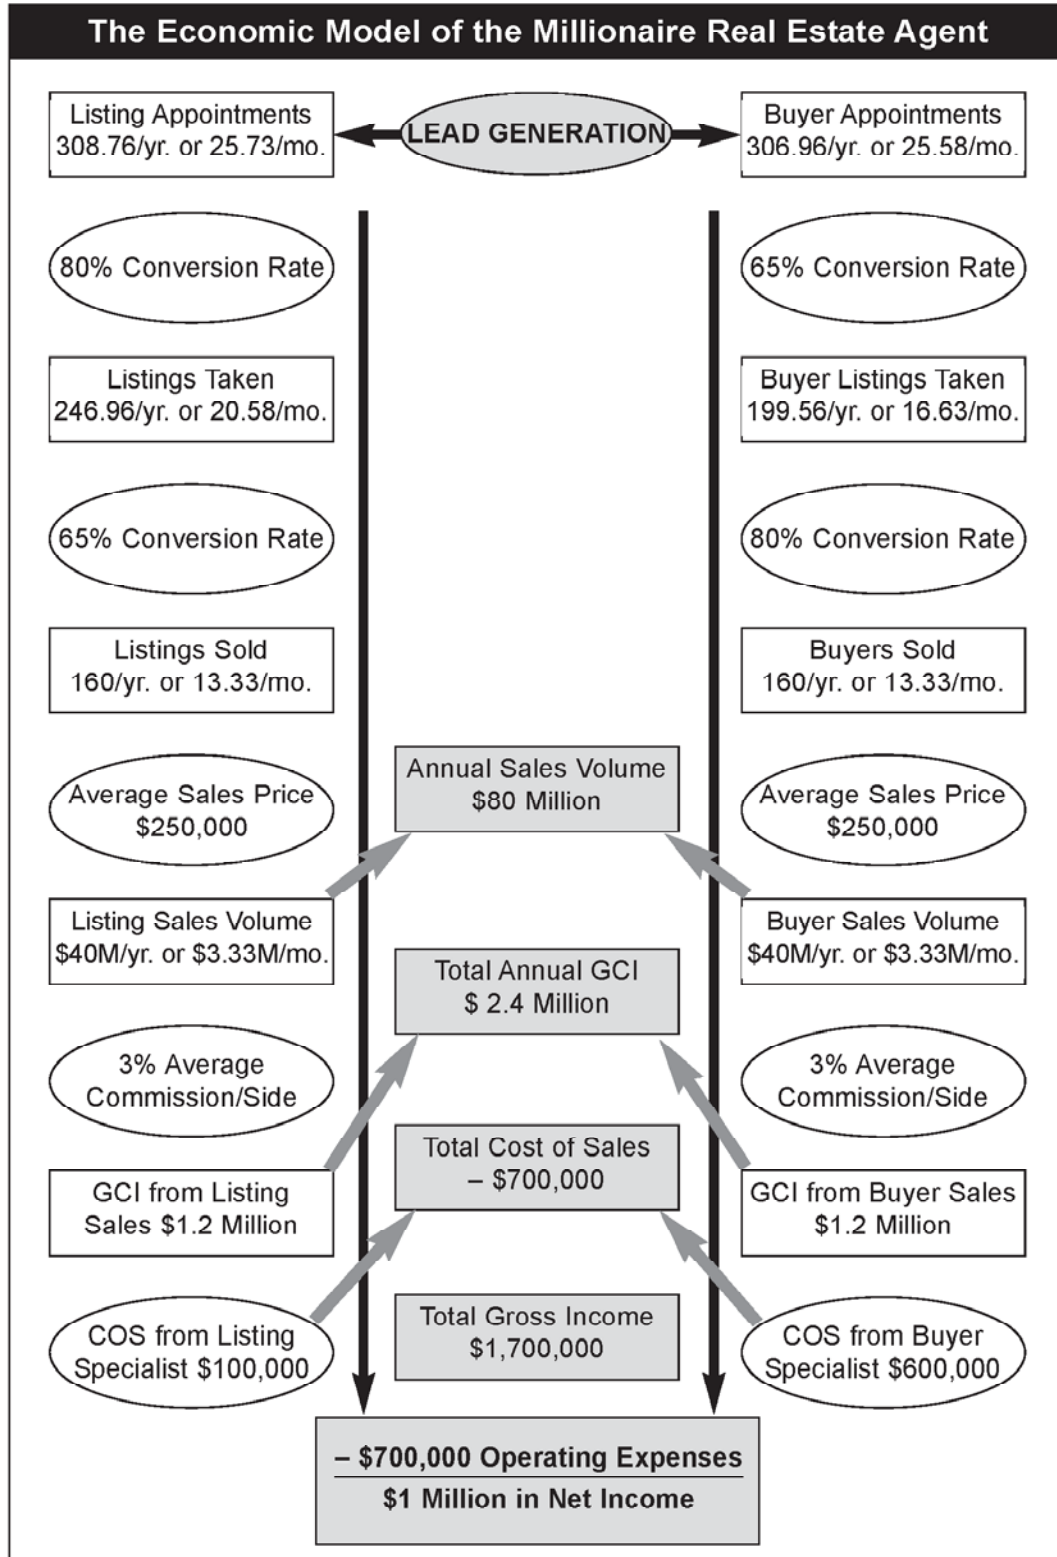 The Economic Model of the Millionaire Real Estate Agent
Listing Appointments
308.76/yr. or 25.73/mo.
LEAD GENERATION
Buyer Appointments
306.96/yr. or 25.58/mo.
80% Conversion Rate
65% Conversion Rate
Listings Taken
246.96/yr. or 20.58/mo.
Buyer Listings Taken
199.56/yr. or 16.63/mo.
65% Conversion Rate
80% Conversion Rate
Listings Sold
160/yr. or 13.33/mo.
Buyers Sold
160/yr. or 13.33/mo.
Annual Sales Volume
$80 Million
Average Sales Price
$250,000
Average Sales Price
$250,000
Listing Sales Volume
$40M/yr. or $3.33M/mo.
Buyer Sales Volume
$40M/yr. or $3.33M/mo.
Total Annual GCI
$ 2.4 Million
3% Average
Commission/Side
3% Average
Commission/Side
Total Cost of Sales
– $700,000
GCI from Listing
Sales $1.2 Million
GCI from Buyer Sales
$1.2 Million
Total Gross Income
$1,700,000
COS from Listing
Specialist $100,000
COS from Buyer
Specialist $600,000
– $700,000 Operating Expenses
$1 Million in Net Income